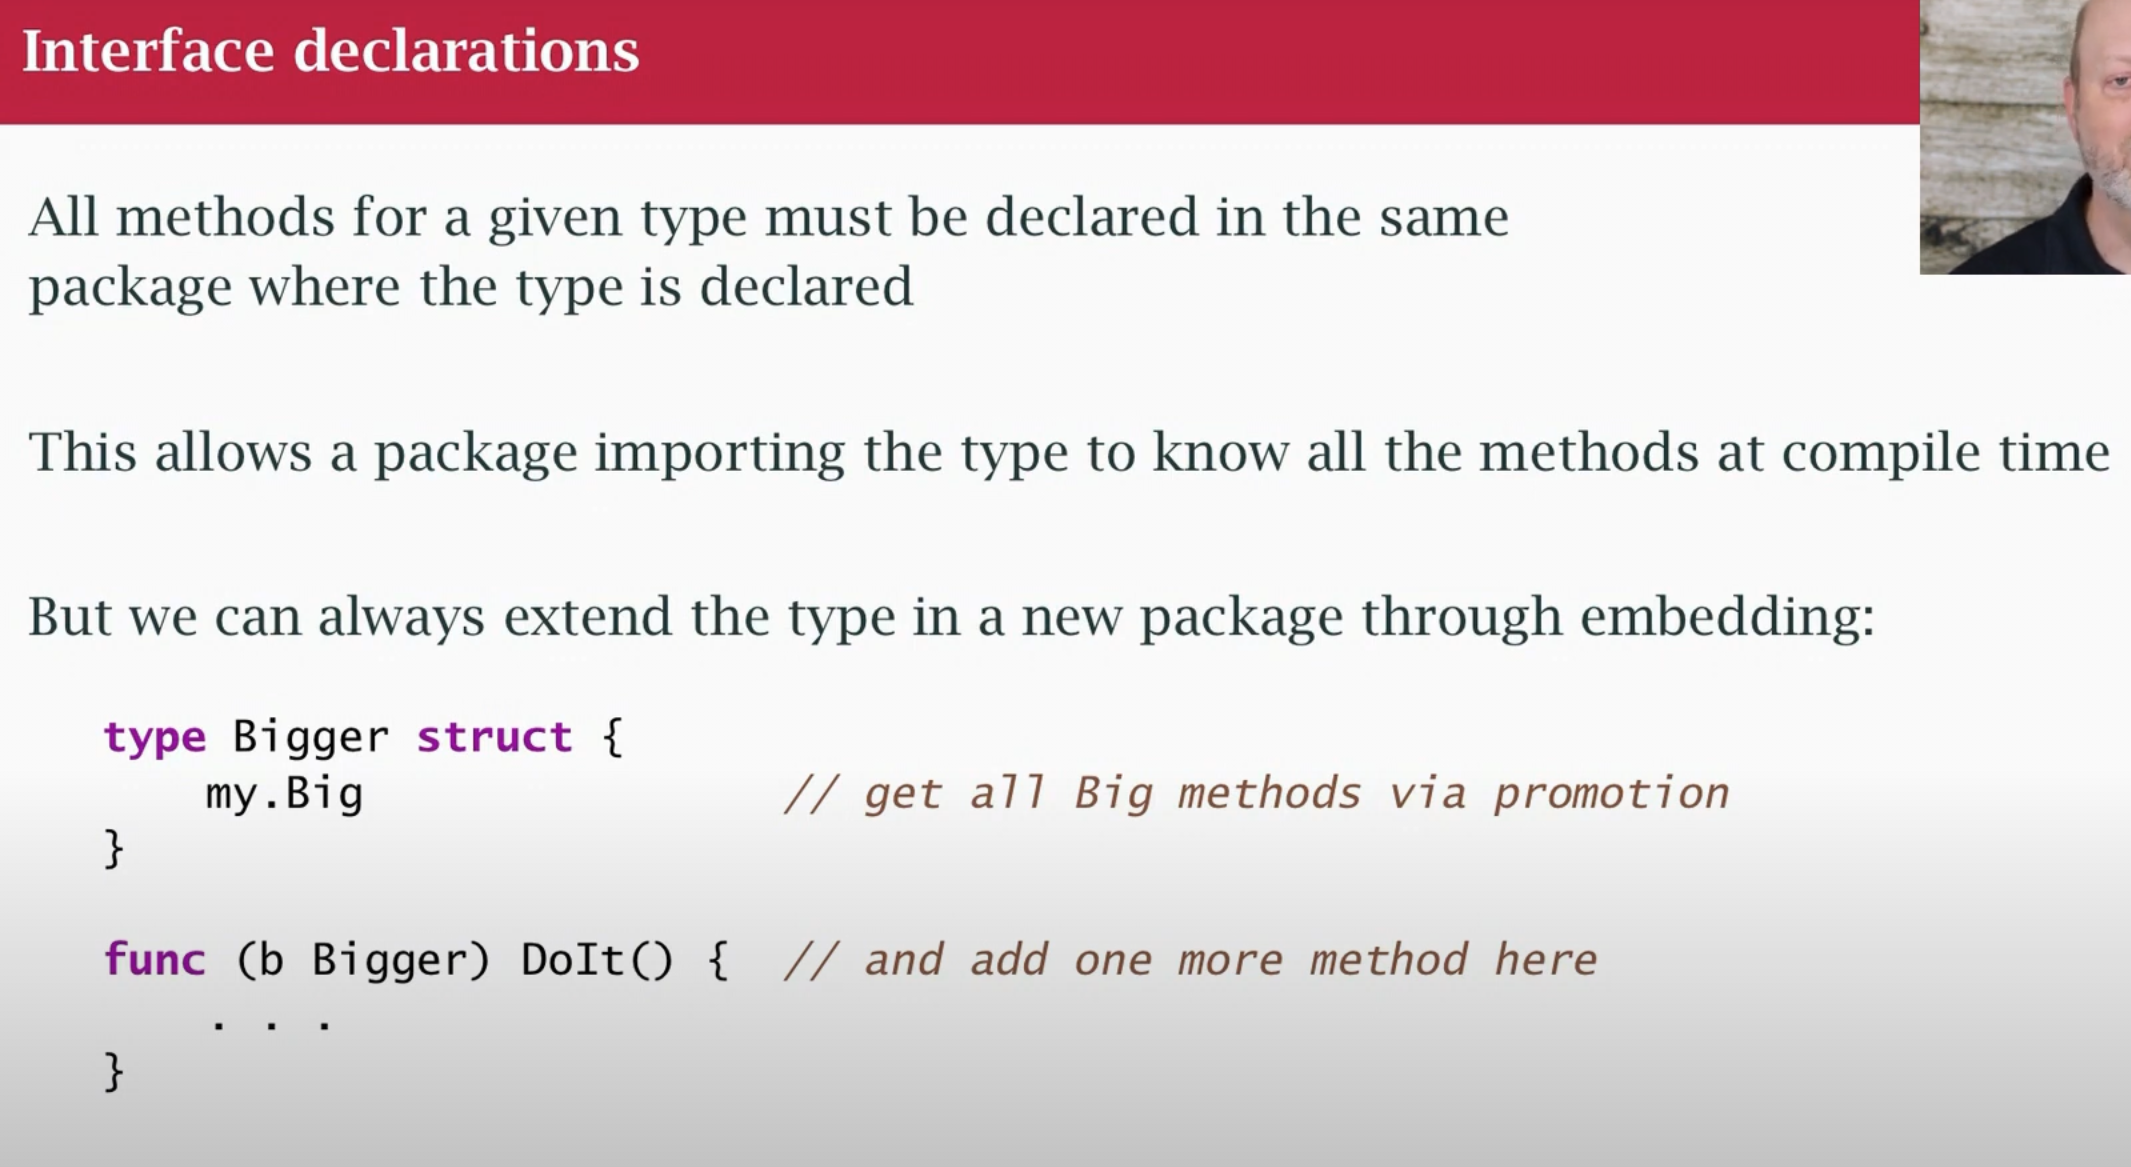 Interface declarations
All methods for a given type must be declared in the same
package where the type is declared
This allows a package importing the type to know all the methods at compile time
But we can always extend the type in a new package through embedding:
type Bigger struct {
    my.Big                // get all Big methods via promotion
}
func (b Bigger) DoIt() {  // and add one more method here
    . . .
}